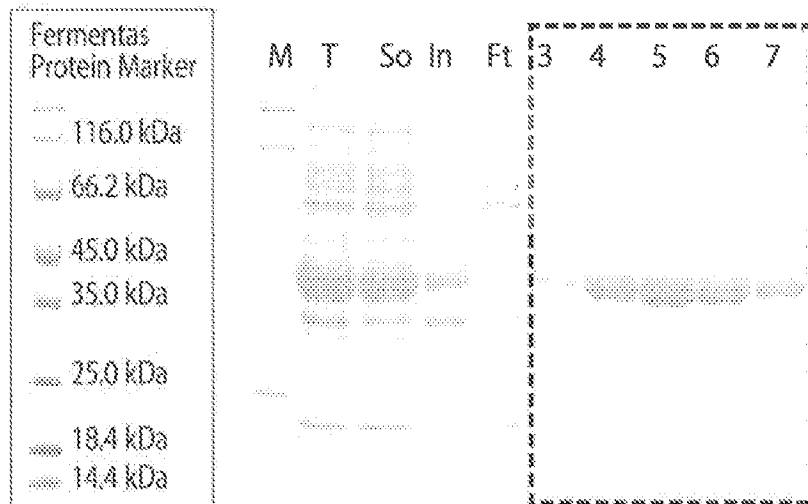 Fermentas
Protein Marker
116.0 kDa
66.2 kDa
45.0 kDa
35.0 kDa
25.0 kDa
18.4 kDa
14.4 kDa
M T So In Ft 3 4 5 6 7